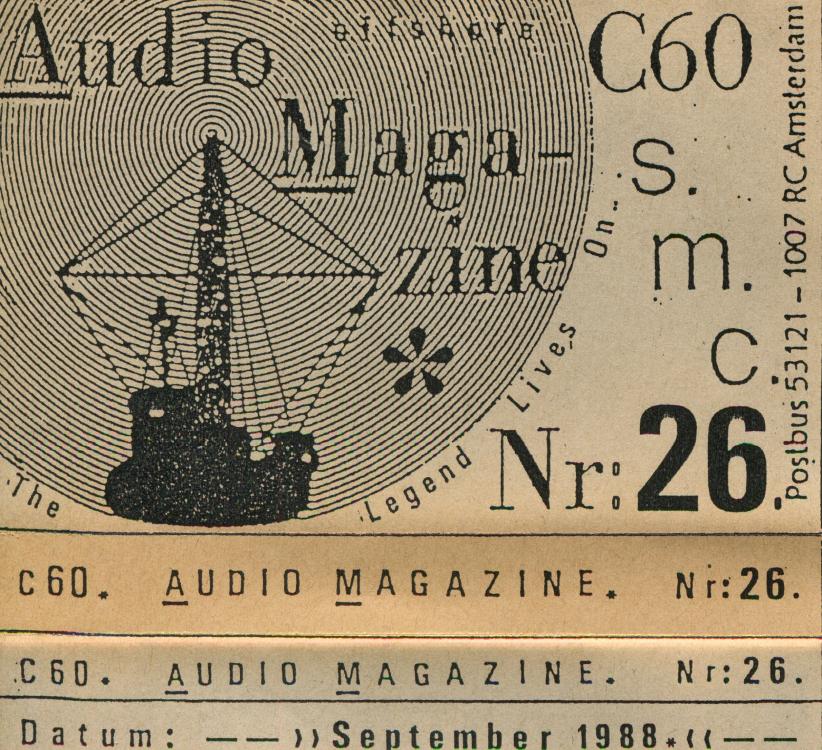 Audio
offshore
Maga-
zine
*
The Legend Lives On..
C60
s.
m.
c.
Nr: 26.
Postbus 53121 – 1007 RC Amsterdam
C60. AUDIO MAGAZINE. Nr: 26.
C60. AUDIO MAGAZINE. Nr: 26.
Datum: —— ›› September 1988.‹‹ ——